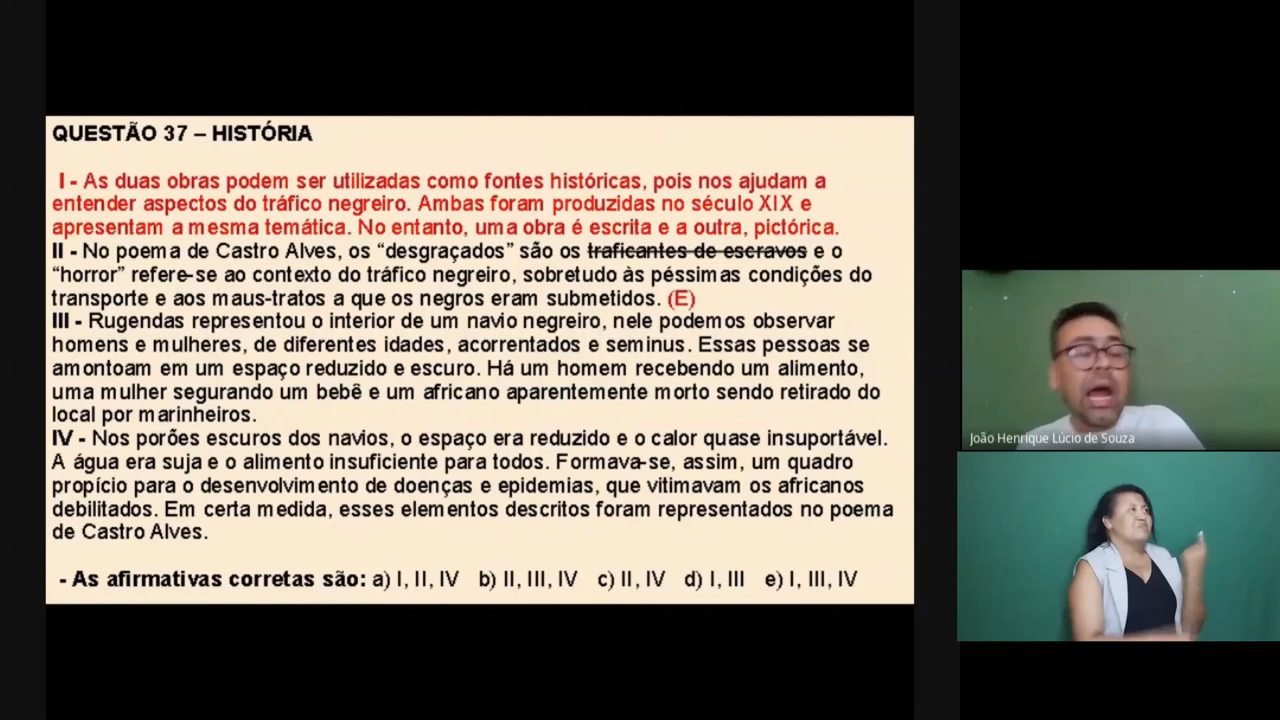 QUESTÃO 37 – HISTÓRIA
I - As duas obras podem ser utilizadas como fontes históricas, pois nos ajudam a
entender aspectos do tráfico negreiro. Ambas foram produzidas no século XIX e
apresentam a mesma temática. No entanto, uma obra é escrita e a outra, pictórica.
II - No poema de Castro Alves, os “desgraçados” são os traficantes de escravos e o
“horror” refere-se ao contexto do tráfico negreiro, sobretudo às péssimas condições do
transporte e aos maus-tratos a que os negros eram submetidos. (E)
III - Rugendas representou o interior de um navio negreiro, nele podemos observar
homens e mulheres, de diferentes idades, acorrentados e seminus. Essas pessoas se
amontoam em um espaço reduzido e escuro. Há um homem recebendo um alimento,
uma mulher segurando um bebê e um africano aparentemente morto sendo retirado do
local por marinheiros.
IV - Nos porões escuros dos navios, o espaço era reduzido e o calor quase insuportável.
A água era suja e o alimento insuficiente para todos. Formava-se, assim, um quadro
propício para o desenvolvimento de doenças e epidemias, que vitimavam os africanos
debilitados. Em certa medida, esses elementos descritos foram representados no poema
de Castro Alves.
- As afirmativas corretas são: a) I, II, IV b) II, III, IV c) II, IV d) I, III e) I, III, IV
João Henrique Lúcio de Souza